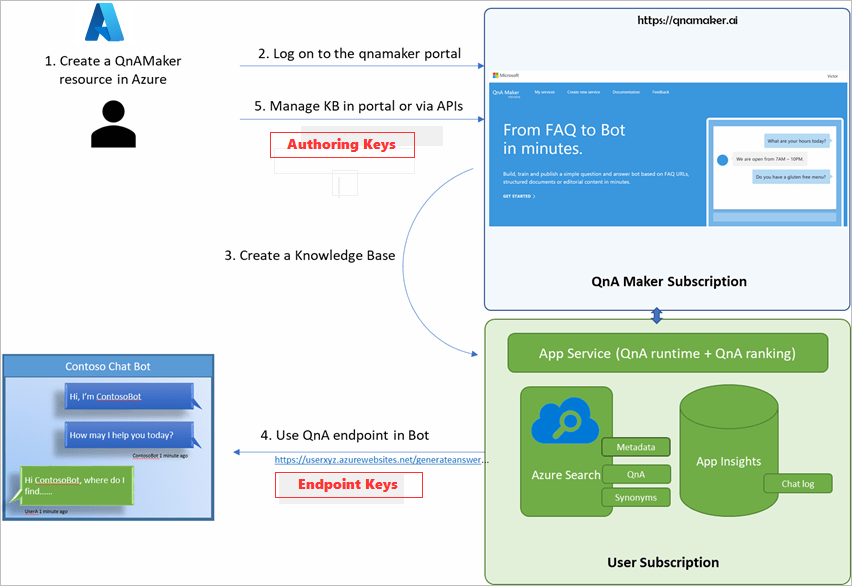 1. Create a QnAMaker
resource in Azure
2. Log on to the qnamaker portal
5. Manage KB in portal or via APIs
Authoring Keys
https://qnamaker.ai
Microsoft
Victor
QnA Maker
My services
Create new service
Documentation
Feedback
From FAQ to Bot
in minutes.
Build, train and publish a simple question and answer bot based on FAQ URLs,
structured documents or editorial content in minutes.
GET STARTED >
What are your hours today?
We are open from 7AM – 10PM.
Do you have a gluten free menu?
QnA Maker Subscription
3. Create a Knowledge Base
App Service (QnA runtime + QnA ranking)
Azure Search
Metadata
QnA
Synonyms
App Insights
Chat log
User Subscription
4. Use QnA endpoint in Bot
https://userxyz.azurewebsites.net/generateanswer...
Endpoint Keys
Contoso Chat Bot
Hi, I'm ContosoBot
How may I help you today?
ContosoBot 1 minute ago
Hi ContosoBot, where do I
find......
UserA 1 minute ago